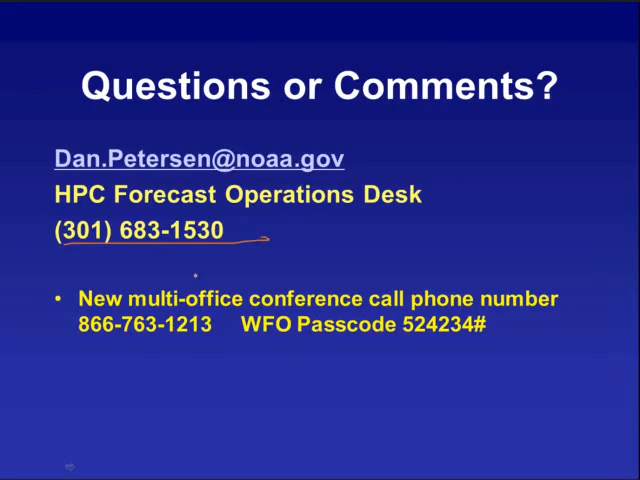 Questions or Comments?
Dan.Petersen@noaa.gov
HPC Forecast Operations Desk
(301) 683-1530
• New multi-office conference call phone number
866-763-1213 WFO Passcode 524234#